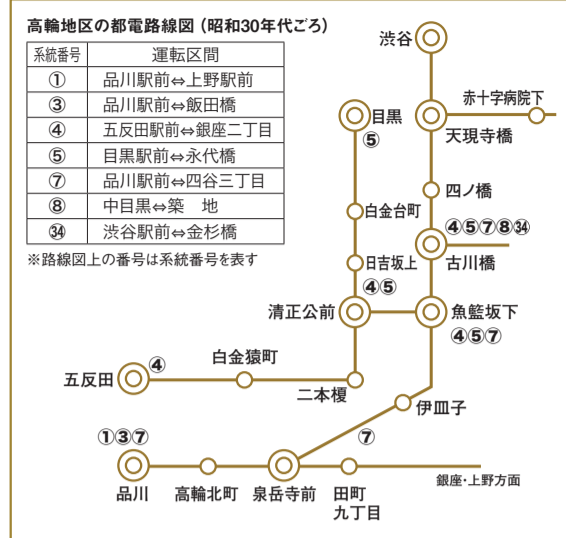 高輪地区の都電路線図（昭和30年代ごろ）
系統番号 運転区間
① 品川駅前⇔上野駅前
③ 品川駅前⇔飯田橋
④ 五反田駅前⇔銀座二丁目
⑤ 目黒駅前⇔永代橋
⑦ 品川駅前⇔四谷三丁目
⑧ 中目黒⇔築　地
㉞ 渋谷駅前⇔金杉橋
※路線図上の番号は系統番号を表す
渋谷
赤十字病院下
目黒
⑤
天現寺橋
四ノ橋
白金台町
④⑤⑦⑧㉞
古川橋
日吉坂上
④⑤
清正公前
魚籃坂下
④⑤⑦
白金猿町
④
五反田
二本榎
伊皿子
⑦
①③⑦
品川
高輪北町
泉岳寺前
田町
九丁目
銀座・上野方面